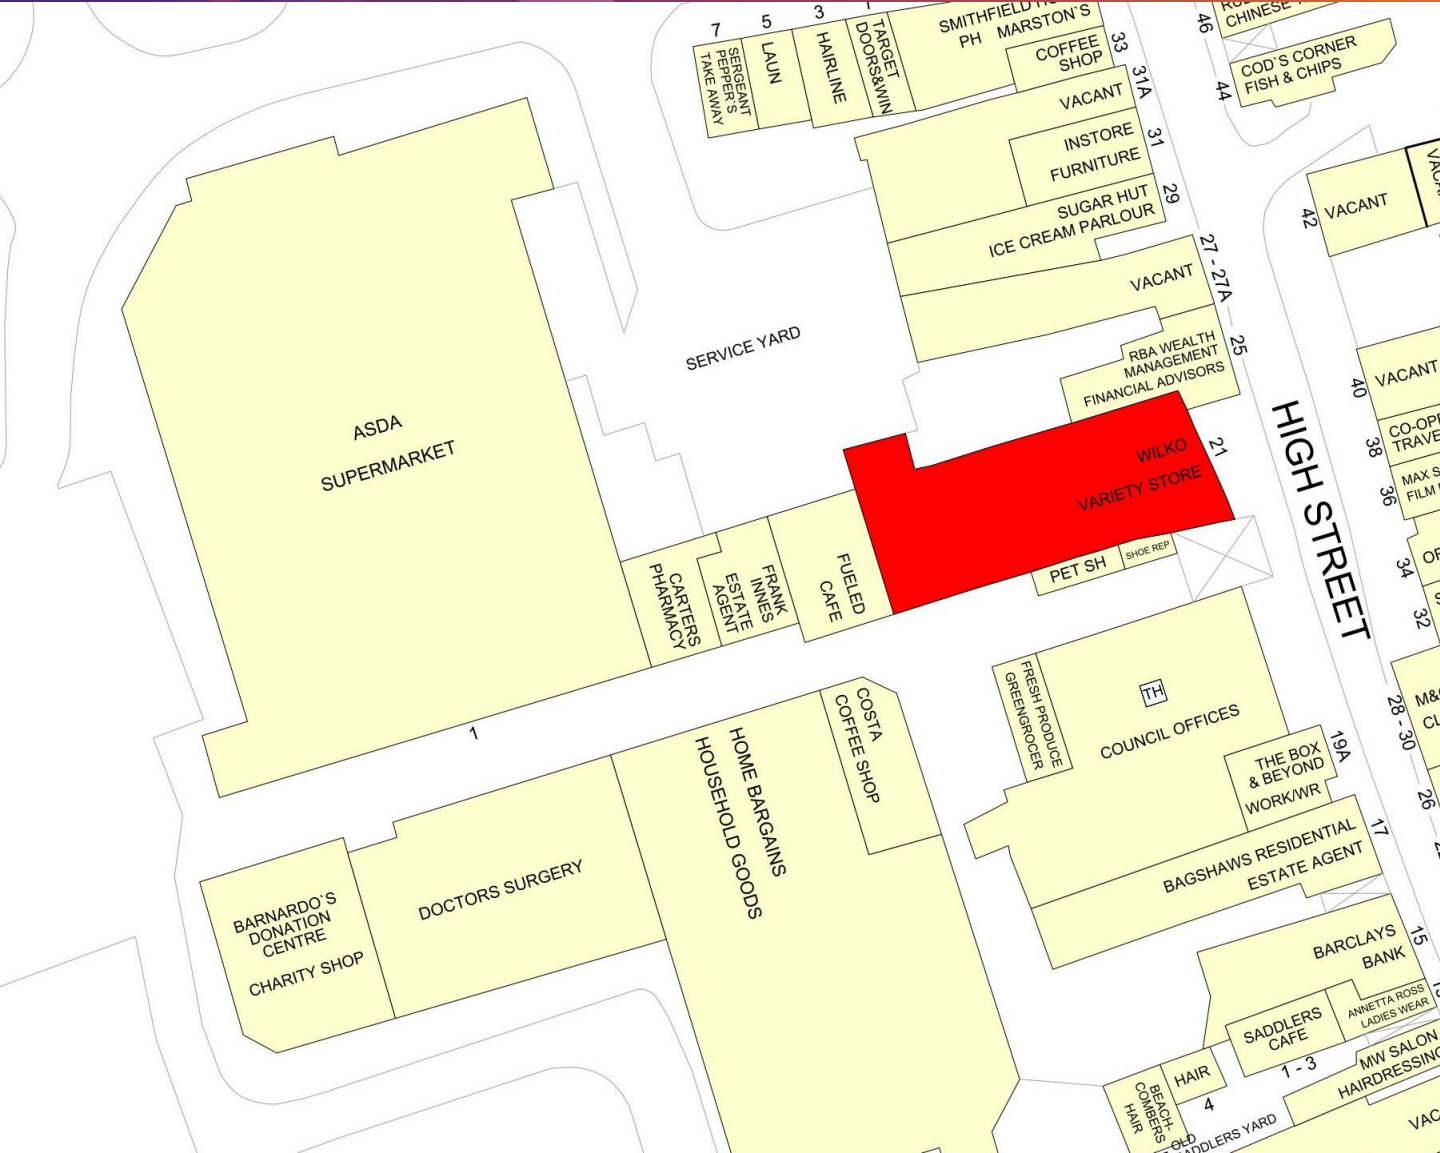 7
5
3
1
SERGEANT
PEPPER`S
TAKE AWAY
LAUN
HAIRLINE
TARGET
DOORS&WIN
SMITHFIELD
PH MARSTON`S
COFFEE
SHOP
33
31A
VACANT
INSTORE
FURNITURE
31
SUGAR HUT
ICE CREAM PARLOUR
29
27 - 27A
VACANT
RBA WEALTH
MANAGEMENT
FINANCIAL ADVISORS
25
46
CHINESE
COD`S CORNER
FISH & CHIPS
44
42
VACANT
40
VACANT
38
36
MAX
FILM
34
32
28 - 30
26
HIGH STREET
SERVICE YARD
ASDA
SUPERMARKET
WILKO
VARIETY STORE
21
PET SH
SHOE REP
CARTERS
PHARMACY
FRANK
INNES
ESTATE
AGENT
FUELED
CAFE
1
COSTA
COFFEE SHOP
HOME BARGAINS
HOUSEHOLD GOODS
FRESH PRODUCE
GREENGROCER
TH
COUNCIL OFFICES
THE BOX
& BEYOND
WORK/WR
19A
17
BAGSHAWS RESIDENTIAL
ESTATE AGENT
DOCTORS SURGERY
BARNARDO`S
DONATION
CENTRE
CHARITY SHOP
BARCLAYS
BANK
15
ANNETTA ROSS
LADIES WEAR
SADDLERS
CAFE
1 - 3
MW SALON
HAIRDRESSING
HAIR
4
BEACH-
COMBERS
HAIR
OLD
SADDLERS YARD